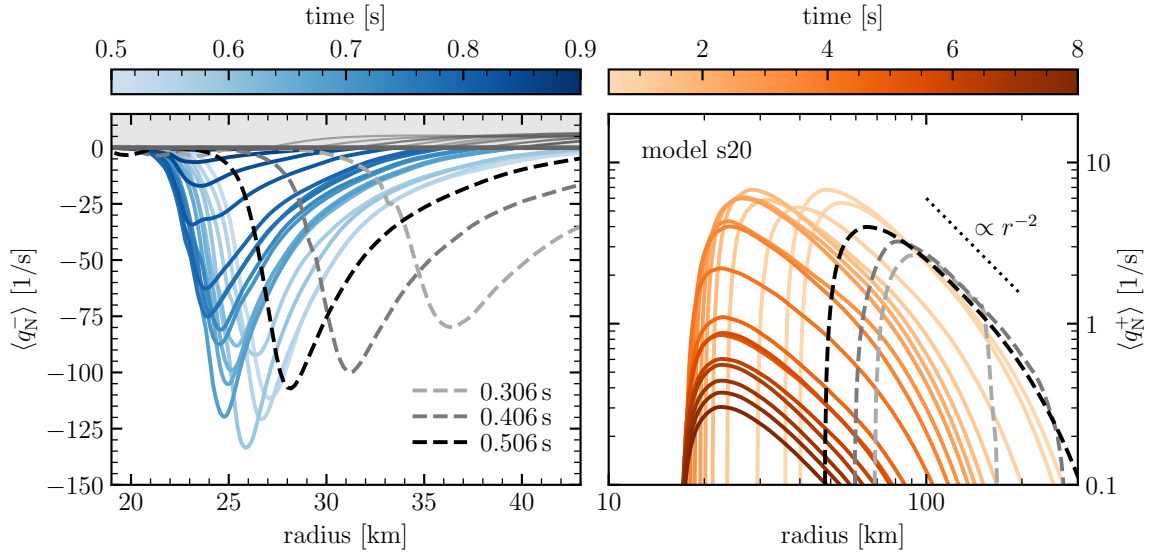 time [s]
0.5 0.6 0.7 0.8 0.9
time [s]
2 4 6 8
⟨q_N^-⟩ [1/s]
0
−25
−50
−75
−100
−125
−150
0.306 s
0.406 s
0.506 s
20 25 30 35 40
radius [km]
model s20
∝ r^{−2}
10
1
0.1
⟨q_N^+⟩ [1/s]
10 100
radius [km]